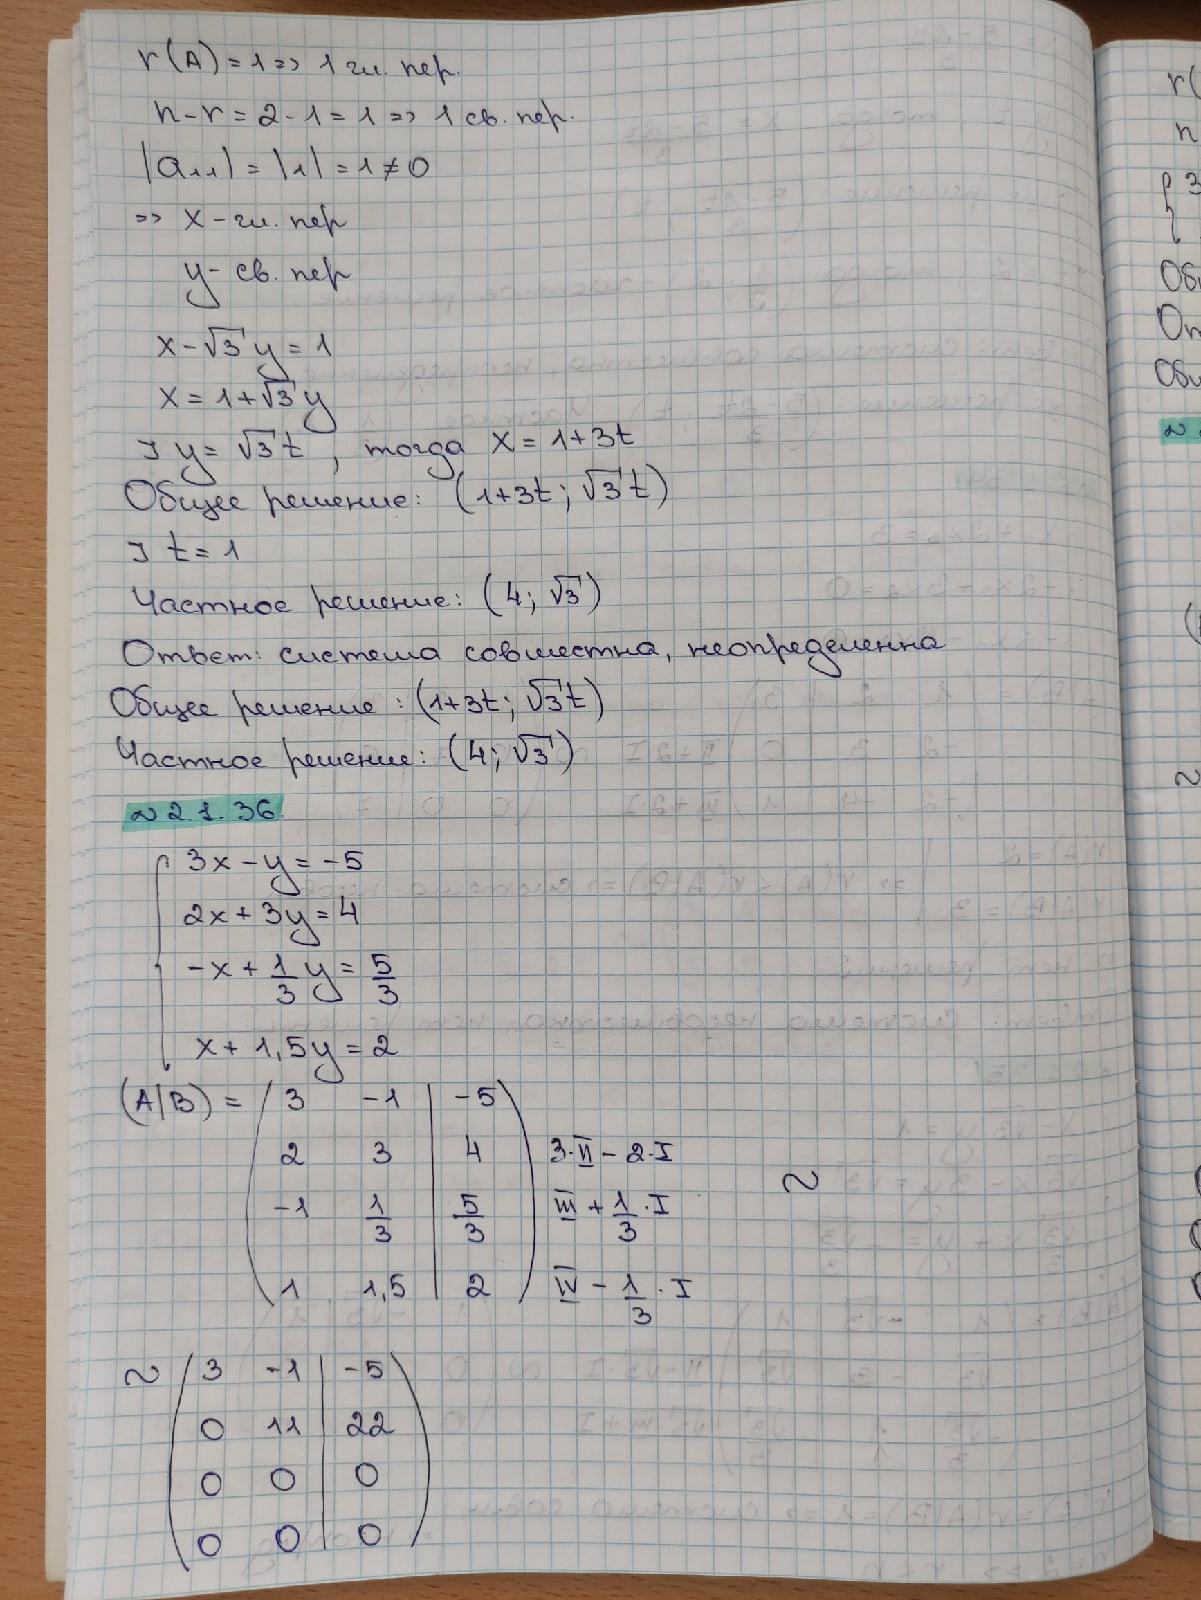 r(A) = 1 => 1 гл. пер.
n-r = 2-1 = 1 => 1 св. пер.
|a₁₁| = |1| = 1 ≠ 0
=> x - гл. пер
y - св. пер
x - √3 y = 1
x = 1 + √3 y
] y = √3 t, тогда x = 1+3t
Общее решение: (1+3t; √3 t)
] t = 1
Частное решение: (4; √3)
Ответ: система совместна, неопределенна
Общее решение: (1+3t; √3 t)
Частное решение: (4; √3)
~ 2.1.36
3x - y = -5
2x + 3y = 4
-x + 1/3 y = 5/3
x + 1,5y = 2
(A|B) = ( 3 -1 | -5 )
2 3 | 4 3·II - 2·I
-1 1/3 | 5/3 III + 1/3·I ~
1 1,5 | 2 IV - 1/3·I
~ ( 3 -1 | -5 )
0 11 | 22
0 0 | 0
0 0 | 0
r(
n
{ 3
Об
От
Общ
~